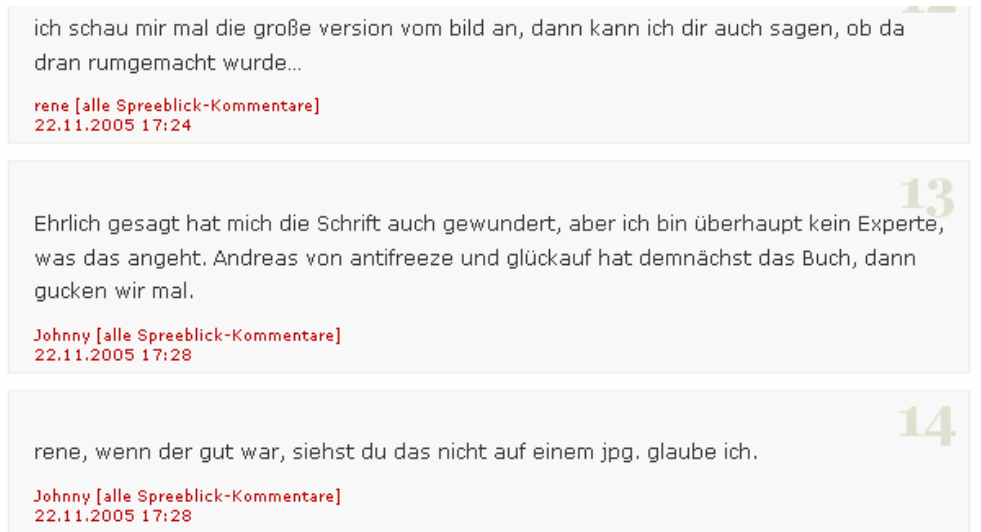 12
ich schau mir mal die große version vom bild an, dann kann ich dir auch sagen, ob da
dran rumgemacht wurde...
rene [alle Spreeblick-Kommentare]
22.11.2005 17:24
13
Ehrlich gesagt hat mich die Schrift auch gewundert, aber ich bin überhaupt kein Experte,
was das angeht. Andreas von antifreeze und glückauf hat demnächst das Buch, dann
gucken wir mal.
Johnny [alle Spreeblick-Kommentare]
22.11.2005 17:28
14
rene, wenn der gut war, siehst du das nicht auf einem jpg. glaube ich.
Johnny [alle Spreeblick-Kommentare]
22.11.2005 17:28